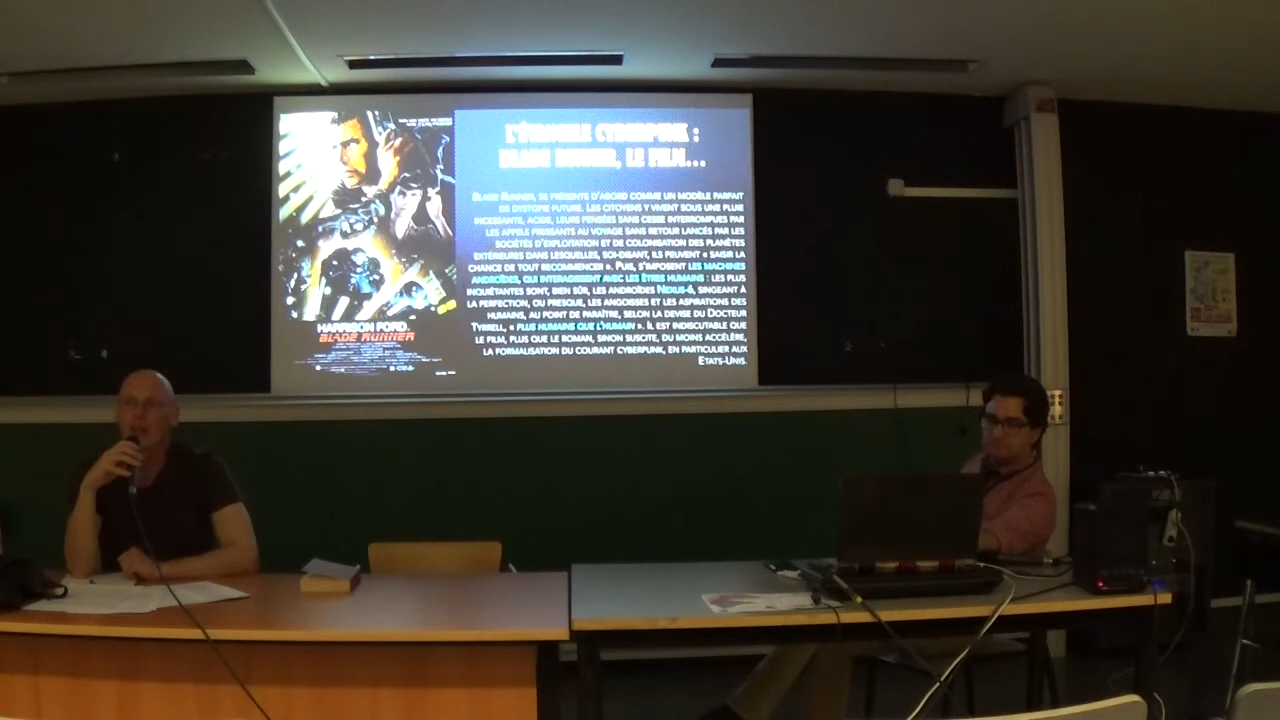 L'ÉTINCELLE CYBERPUNK :
BLADE RUNNER, LE FILM...
BLADE RUNNER, SE PRÉSENTE D'ABORD COMME UN MODÈLE PARFAIT
DE DYSTOPIE FUTURE. LES CITOYENS Y VIVENT SOUS UNE PLUIE
INCESSANTE, ACIDE, LEURS PENSÉES SANS CESSE INTERROMPUES PAR
LES APPELS PRESSANTS AU VOYAGE SANS RETOUR LANCÉS PAR LES
SOCIÉTÉS D'EXPLOITATION ET DE COLONISATION DES PLANÈTES
EXTÉRIEURES DANS LESQUELLES, SOI-DISANT, ILS PEUVENT « SAISIR LA
CHANCE DE TOUT RECOMMENCER ». PUIS, S'IMPOSENT LES MACHINES
ANDROÏDES, QUI INTERAGISSENT AVEC LES ÊTRES HUMAINS : LES PLUS
INQUIÉTANTES SONT, BIEN SÛR, LES ANDROÏDES NEXUS-6, SINGEANT À
LA PERFECTION, OU PRESQUE, LES ANGOISSES ET LES ASPIRATIONS DES
HUMAINS, AU POINT DE PARAÎTRE, SELON LA DEVISE DU DOCTEUR
TYRRELL, « PLUS HUMAINS QUE L'HUMAIN ». IL EST INDISCUTABLE QUE
LE FILM, PLUS QUE LE ROMAN, SINON SUSCITE, DU MOINS ACCÉLÈRE,
LA FORMALISATION DU COURANT CYBERPUNK, EN PARTICULIER AUX
ETATS-UNIS.
HARRISON FORD
BLADE RUNNER